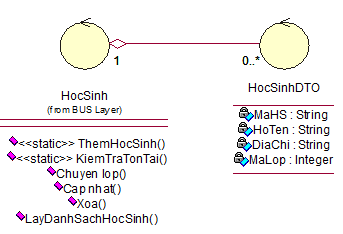 1
0..*
HocSinh
(from BUS Layer)
<<static>> ThemHocSinh()
<<static>> KiemTraTonTai()
Chuyen lop()
Cap nhat()
Xoa()
LayDanhSachHocSinh()
HocSinhDTO
MaHS : String
HoTen : String
DiaChi : String
MaLop : Integer